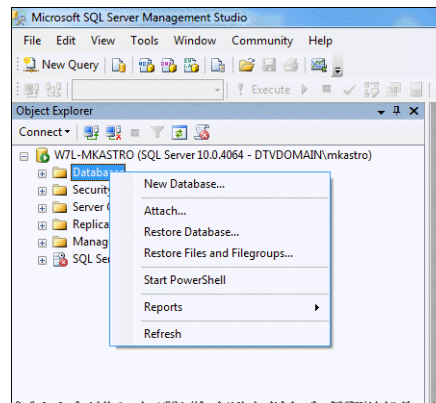 Microsoft SQL Server Management Studio
File Edit View Tools Window Community Help
New Query
Execute
Object Explorer
Connect
W7L-MKASTRO (SQL Server 10.0.4064 - DTVDOMAIN\mkastro)
Databases
Security
Server
Replica
Manag
SQL Ser
New Database...
Attach...
Restore Database...
Restore Files and Filegroups...
Start PowerShell
Reports
Refresh